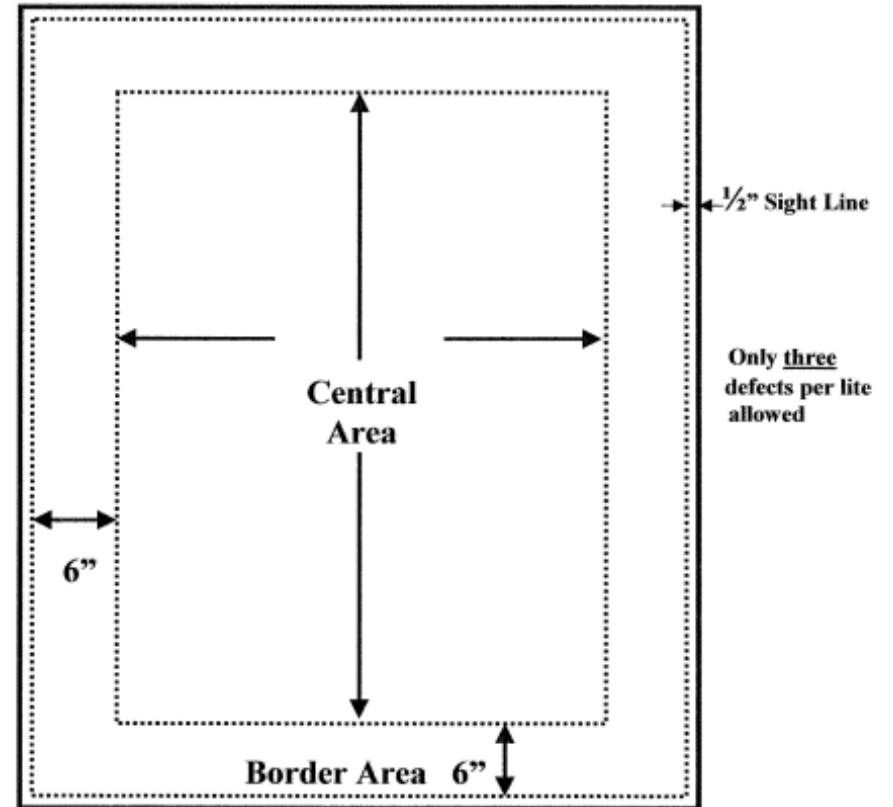 ½” Sight Line
Only three
defects per lite
allowed
Central
Area
6”
Border Area 6”